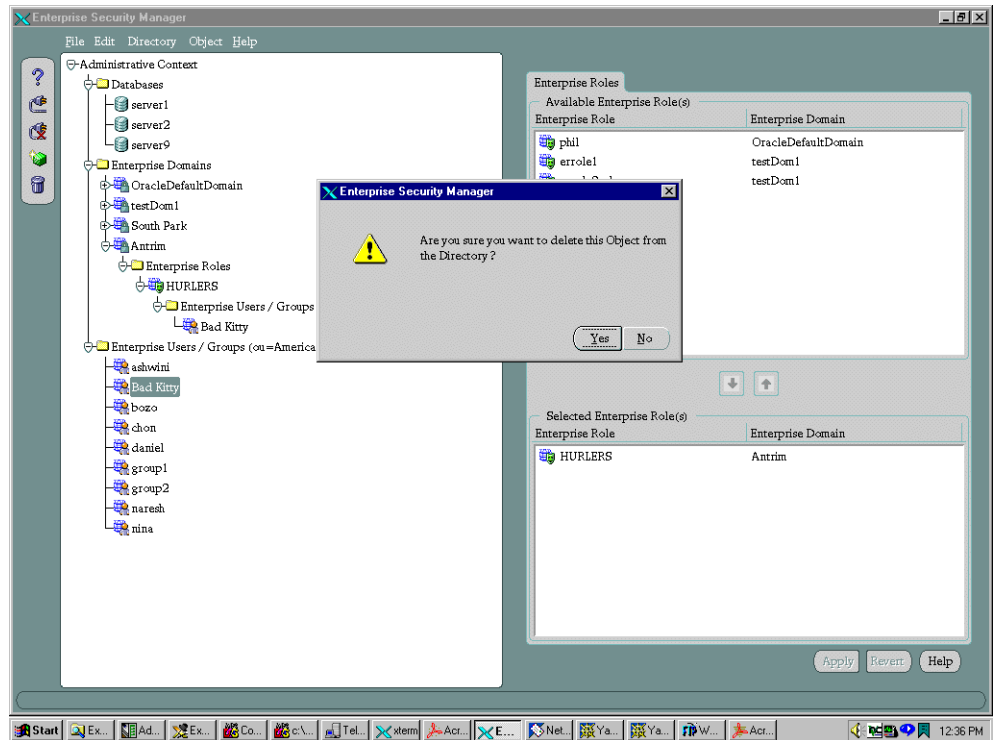 Enterprise Security Manager
File Edit Directory Object Help
Administrative Context
Databases
server1
server2
server9
Enterprise Domains
OracleDefaultDomain
testDom1
South Park
Antrim
Enterprise Roles
HURLERS
Enterprise Users / Groups
Bad Kitty
Enterprise Users / Groups (ou=America
ashwini
Bad Kitty
bozo
chon
daniel
group1
group2
naresh
nina
Enterprise Roles
Available Enterprise Role(s)
Enterprise Role Enterprise Domain
phil OracleDefaultDomain
errole1 testDom1
testDom1
Enterprise Security Manager
Are you sure you want to delete this Object from
the Directory ?
Yes No
Selected Enterprise Role(s)
Enterprise Role Enterprise Domain
HURLERS Antrim
Apply Revert Help
Start Ex... Ad... Ex... Co... c:\... Tel... xterm Acr... E... Net... Ya... Ya... W... Acr... 12:36 PM